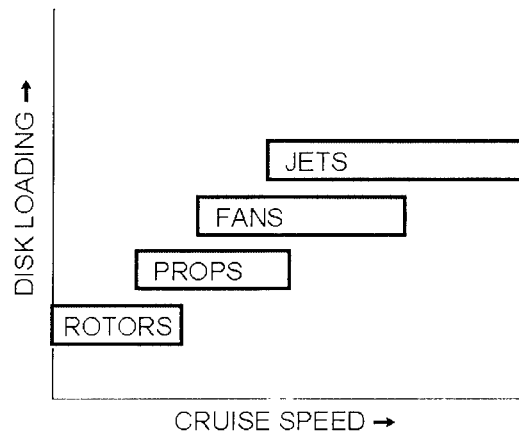 DISK LOADING →
JETS
FANS
PROPS
ROTORS
CRUISE SPEED →